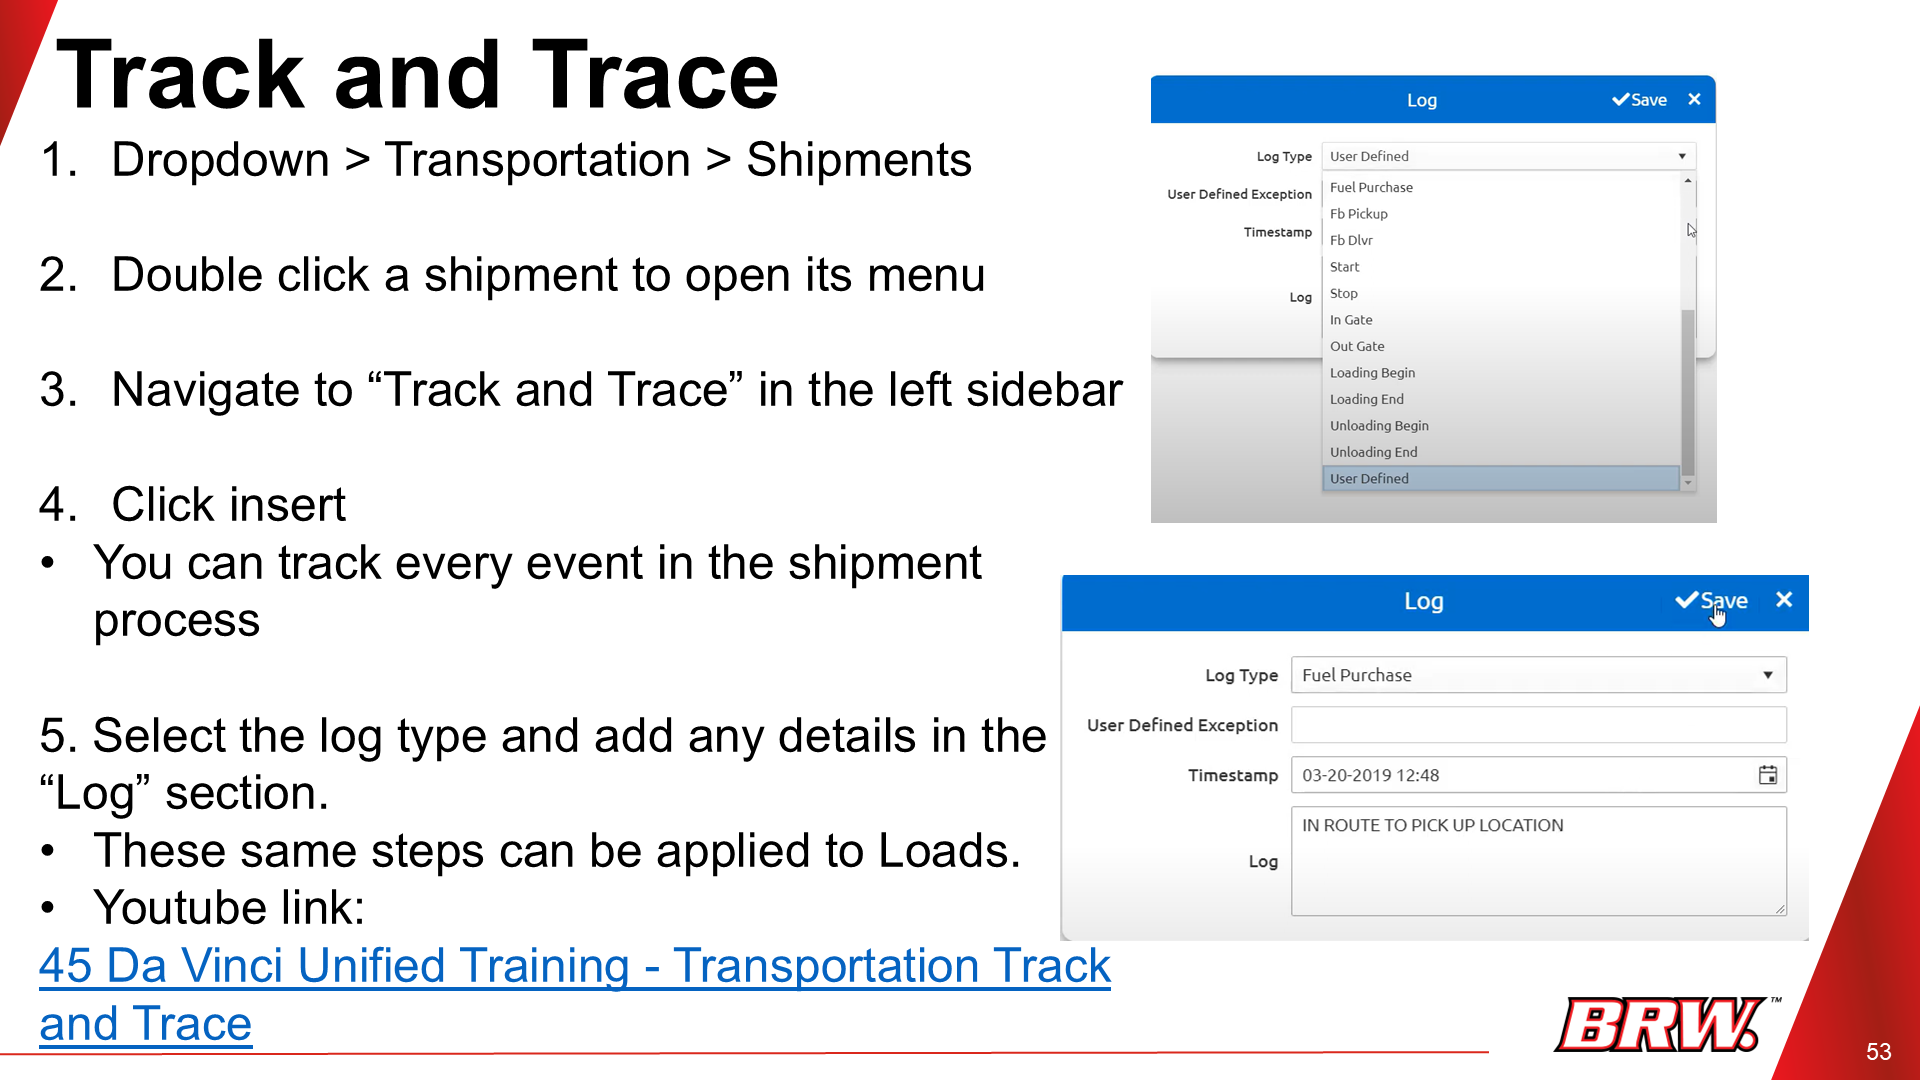 Track and Trace
1. Dropdown > Transportation > Shipments
2. Double click a shipment to open its menu
3. Navigate to “Track and Trace” in the left sidebar
4. Click insert
• You can track every event in the shipment
process
5. Select the log type and add any details in the
“Log” section.
• These same steps can be applied to Loads.
• Youtube link:
45 Da Vinci Unified Training - Transportation Track
and Trace
Log Save
Log Type User Defined
User Defined Exception
Timestamp
Log
Fuel Purchase
Fb Pickup
Fb Dlvr
Start
Stop
In Gate
Out Gate
Loading Begin
Loading End
Unloading Begin
Unloading End
User Defined
Log Save
Log Type Fuel Purchase
User Defined Exception
Timestamp 03-20-2019 12:48
Log IN ROUTE TO PICK UP LOCATION
BRW.™
53